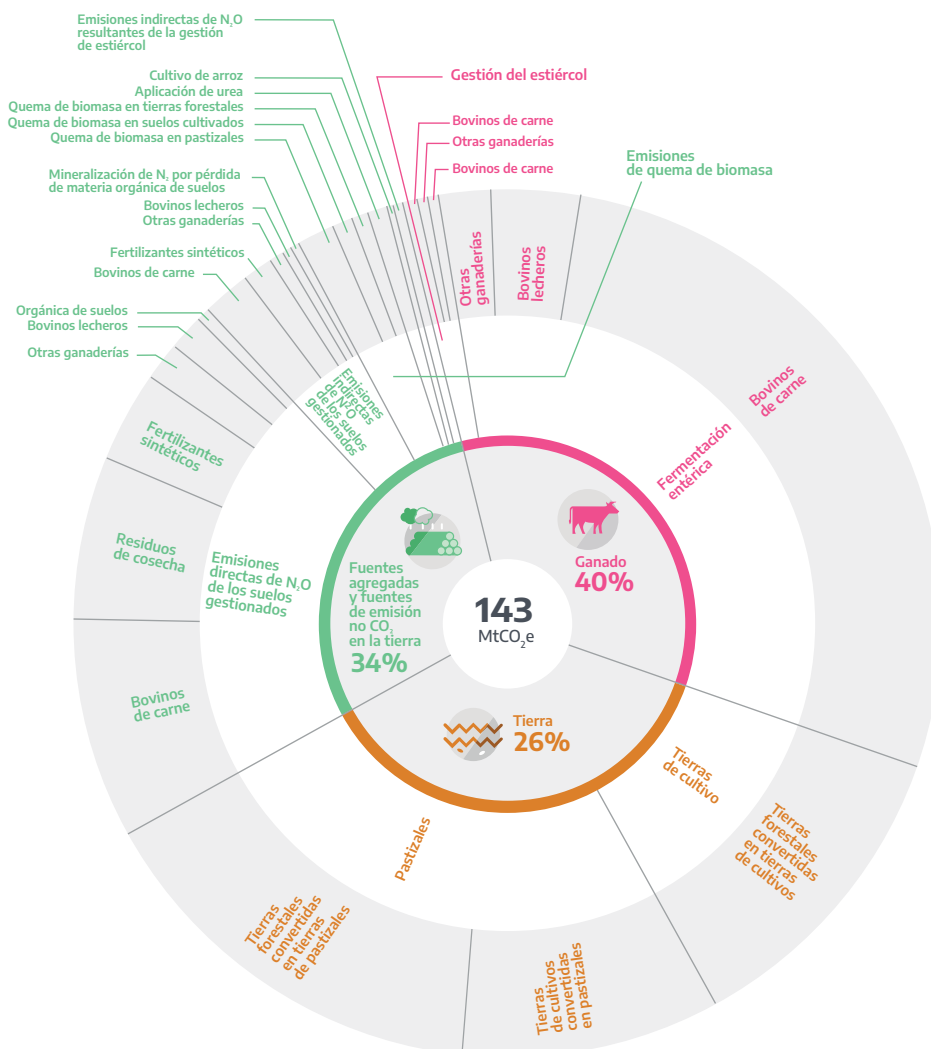 Emisiones indirectas de N₂O
resultantes de la gestión
de estiércol
Cultivo de arroz
Aplicación de urea
Quema de biomasa en tierras forestales
Quema de biomasa en suelos cultivados
Quema de biomasa en pastizales
Mineralización de N₂ por pérdida
de materia orgánica de suelos
Bovinos lecheros
Otras ganaderías
Fertilizantes sintéticos
Bovinos de carne
Orgánica de suelos
Bovinos lecheros
Otras ganaderías
Fertilizantes
sintéticos
Residuos
de cosecha
Bovinos
de carne
Gestión del estiércol
Bovinos de carne
Otras ganaderías
Bovinos de carne
Emisiones
de quema de biomasa
Otras
ganaderías
Bovinos
lecheros
Bovinos
de carne
Fermentación
entérica
Emisiones
indirectas
de N₂O
de los suelos
gestionados
Emisiones
directas de N₂O
de los suelos
gestionados
Fuentes
agregadas
y fuentes
de emisión
no CO₂
en la tierra
34%
Ganado
40%
143
MtCO₂e
Tierra
26%
Tierras
de cultivo
Tierras
forestales
convertidas
en tierras
de cultivos
Pastizales
Tierras
forestales
convertidas
en tierras
de pastizales
Tierras
de cultivos
convertidas
en pastizales